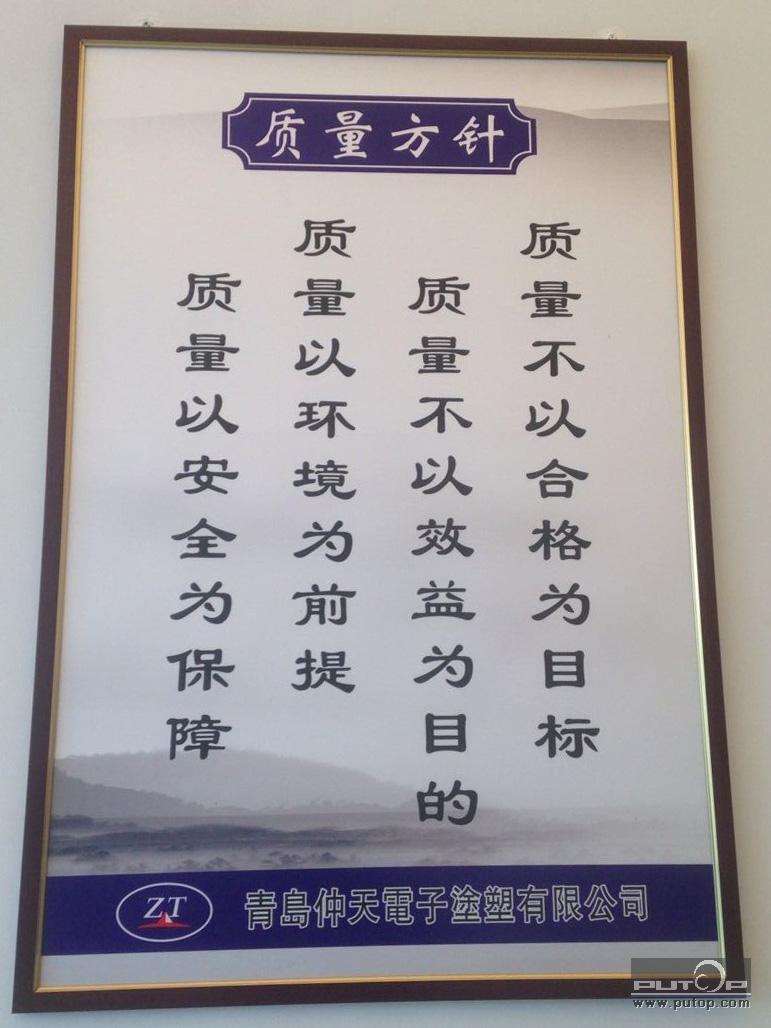 质量方针
质量不以合格为目标
质量不以效益为目的
质量以环境为前提
质量以安全为保障
ZT
青島仲天電子塗塑有限公司
PUTOP
www.putop.com